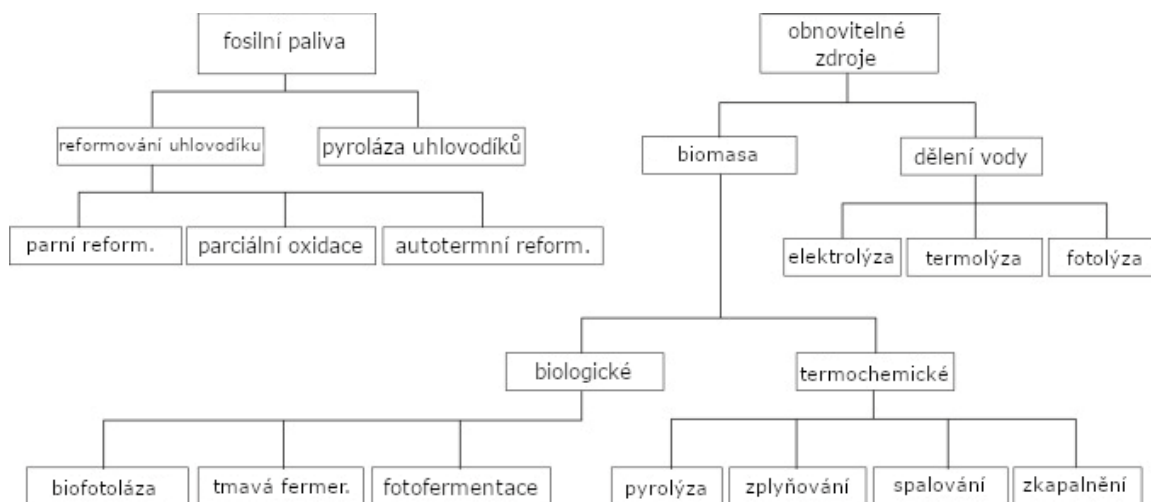 fosilní paliva
obnovitelné
zdroje
reformování uhlovodíku
pyroláza uhlovodíků
biomasa
dělení vody
parní reform.
parciální oxidace
autotermní reform.
elektrolýza
termolýza
fotolýza
biologické
termochemické
biofotoláza
tmavá fermer.
fotofermentace
pyrolýza
zplyňování
spalování
zkapalnění